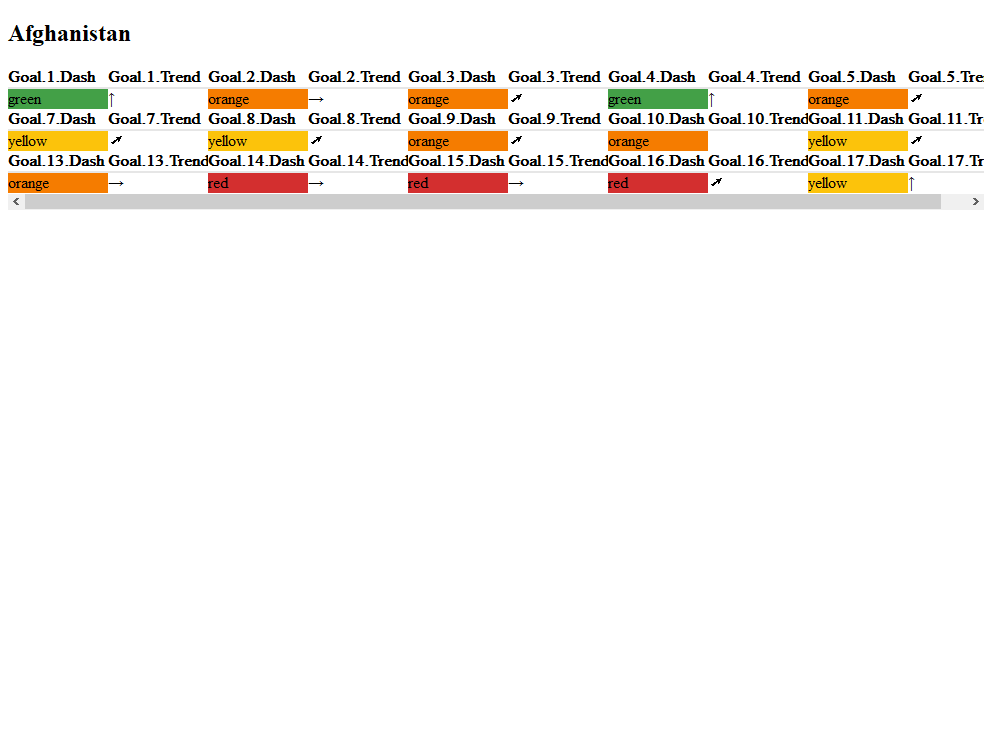 Afghanistan
Goal.1.Dash Goal.1.Trend Goal.2.Dash Goal.2.Trend Goal.3.Dash Goal.3.Trend Goal.4.Dash Goal.4.Trend Goal.5.Dash Goal.5.Tre
green ↑ orange → orange ➚ green ↑ orange ➚
Goal.7.Dash Goal.7.Trend Goal.8.Dash Goal.8.Trend Goal.9.Dash Goal.9.Trend Goal.10.Dash Goal.10.Trend Goal.11.Dash Goal.11.Tr
yellow ➚ yellow ➚ orange ➚ orange yellow ➚
Goal.13.Dash Goal.13.Trend Goal.14.Dash Goal.14.Trend Goal.15.Dash Goal.15.Trend Goal.16.Dash Goal.16.Trend Goal.17.Dash Goal.17.T
orange → red → red → red ➚ yellow ↑